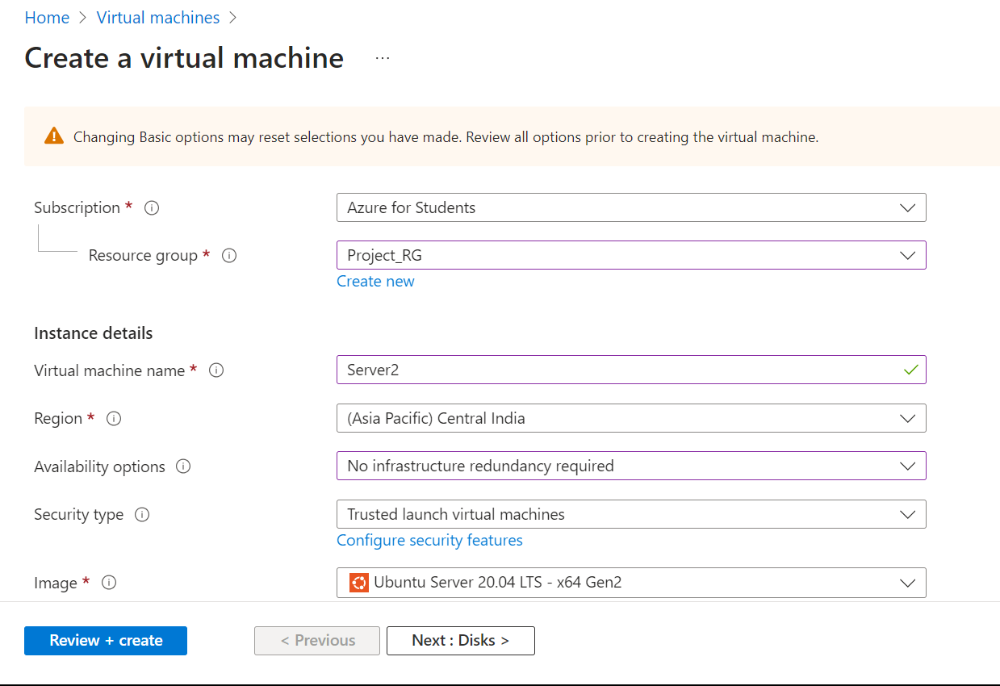 Home > Virtual machines >
Create a virtual machine ...
Changing Basic options may reset selections you have made. Review all options prior to creating the virtual machine.
Subscription * Azure for Students
Resource group * Project_RG
Create new
Instance details
Virtual machine name * Server2
Region * (Asia Pacific) Central India
Availability options No infrastructure redundancy required
Security type Trusted launch virtual machines
Configure security features
Image * Ubuntu Server 20.04 LTS - x64 Gen2
Review + create < Previous Next : Disks >